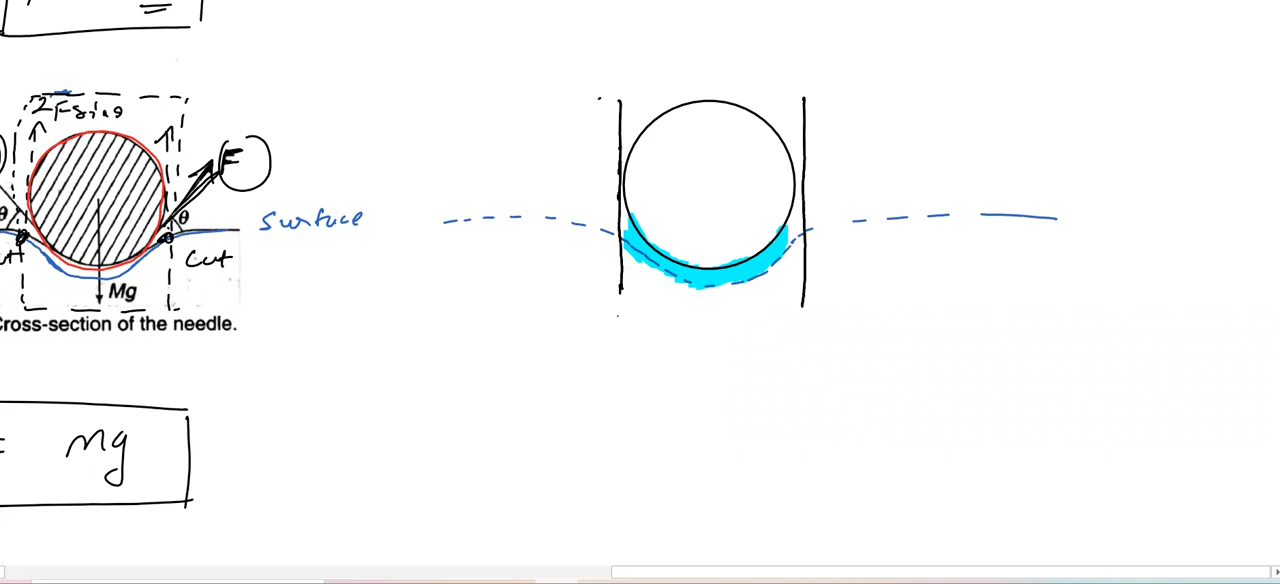 2Fsinθ
F
θ
θ
Surface
Cut
Mg
Cross-section of the needle.
= mg